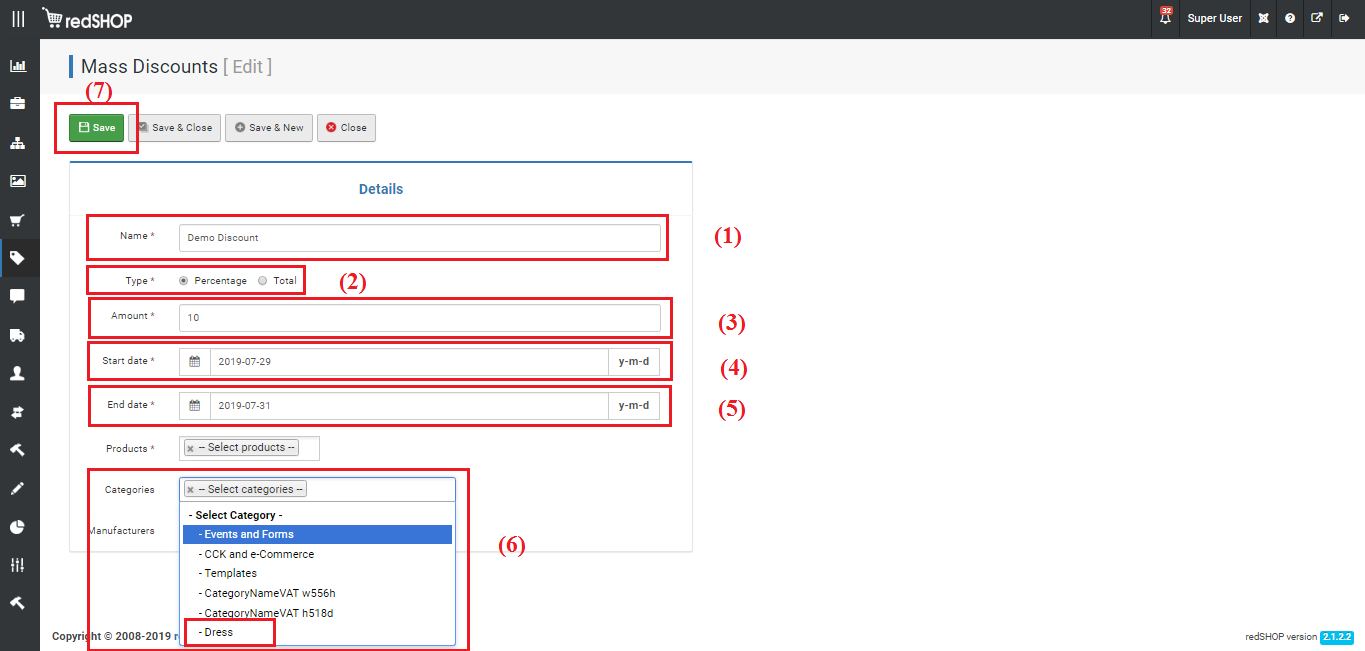 redSHOP
32
Super User
Mass Discounts [ Edit ]
(7)
Save
Save & Close
Save & New
Close
Details
Name *
Demo Discount
(1)
Type *
Percentage
Total
(2)
Amount *
10
(3)
Start date *
2019-07-29
y-m-d
(4)
End date *
2019-07-31
y-m-d
(5)
Products *
× -- Select products --
Categories
× -- Select categories --
- Select Category -
- Events and Forms
- CCK and e-Commerce
- Templates
- CategoryNameVAT w556h
- CategoryNameVAT h518d
- Dress
Manufacturers
(6)
Copyright © 2008-2019
redSHOP version 2.1.2.2